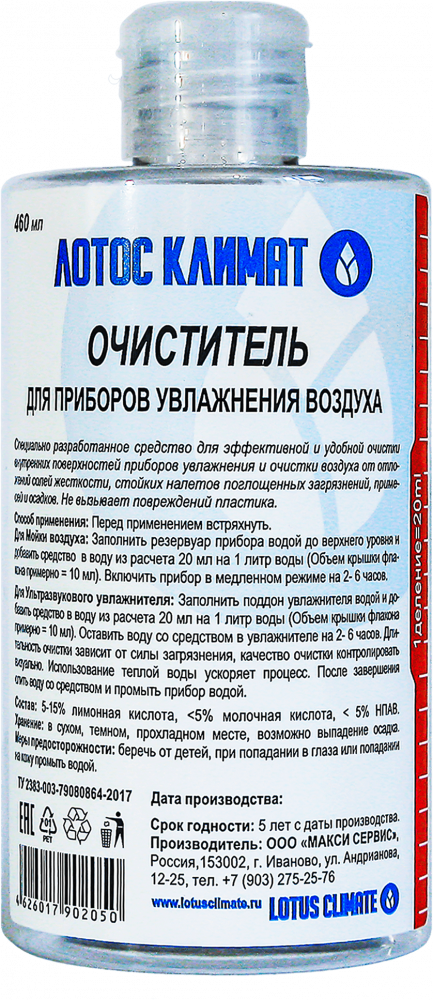 460 мл
ЛОТОС КЛИМАТ
ОЧИСТИТЕЛЬ
ДЛЯ ПРИБОРОВ УВЛАЖНЕНИЯ ВОЗДУХА
Специально разработанное средство для эффективной и удобной очистки
внутренних поверхностей приборов увлажнения и очистки воздуха от отло-
жений солей жесткости, стойких налетов поглощенных загрязнений, приме-
сей и осадков. Не вызывает повреждений пластика.
Способ применения: Перед применением встряхнуть.
Для Мойки воздуха: Заполнить резервуар прибора водой до верхнего уровня и
добавить средство в воду из расчета 20 мл на 1 литр воды (Объем крышки фла-
кона примерно = 10 мл). Включить прибор в медленном режиме на 2- 6 часов.
Для Ультразвукового увлажнителя: Заполнить поддон увлажнителя водой и до-
бавить средство в воду из расчета 20 мл на 1 литр воды (Объем крышки флакона
примерно = 10мл). Оставить воду со средством в увлажнителе на 2- 6 часов. Дли-
тельность очистки зависит от силы загрязнения, качество очистки контролировать
визуально. Использование теплой воды ускоряет процесс. После завершения
слить воду со средством и промыть прибор водой.
Состав: 5-15% лимонная кислота, <5% молочная кислота, < 5% НПАВ.
Хранение: в сухом, темном, прохладном месте, возможно выпадение осадка.
Меры предосторожности: беречь от детей, при попадании в глаза или попадании
на кожу промыть водой.
1 деление=20ml
ТУ 2383-003-79080864-2017
EAC
01
PET
Дата производства:
Срок годности: 5 лет с даты производства.
Производитель: ООО «МАКСИ СЕРВИС»,
Россия,153002, г. Иваново, ул. Андрианова,
12-25, тел. +7 (903) 275-25-76
www.lotusclimate.ru
LOTUS CLIMATE
4 626017 902050